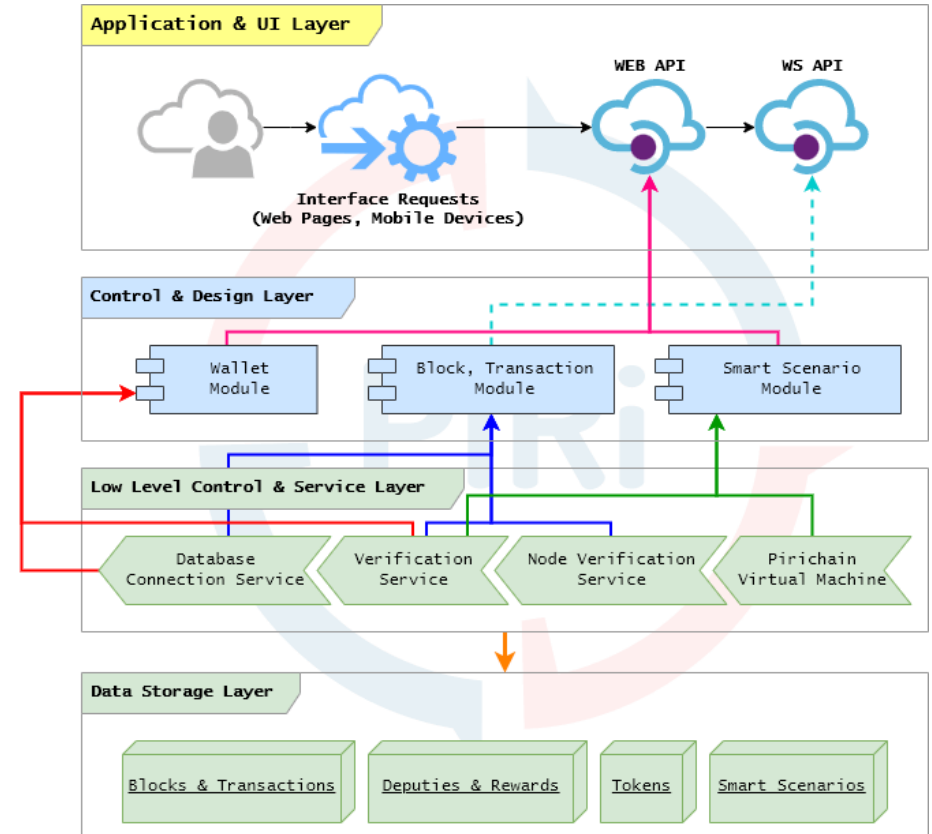 Application & UI Layer
WEB API
WS API
Interface Requests
(Web Pages, Mobile Devices)
Control & Design Layer
Wallet
Module
Block, Transaction
Module
Smart Scenario
Module
PiRi
Low Level Control & Service Layer
Database
Connection Service
Verification
Service
Node Verification
Service
Pirichain
Virtual Machine
Data Storage Layer
Blocks & Transactions
Deputies & Rewards
Tokens
Smart Scenarios